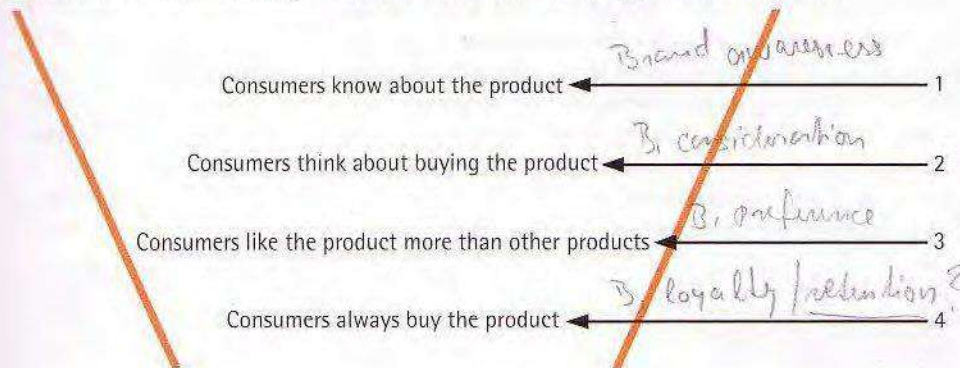 Brand awareness
Consumers know about the product 1
B. consideration
Consumers think about buying the product 2
B. preference
Consumers like the product more than other products 3
B. loyalty / retention ?
Consumers always buy the product 4